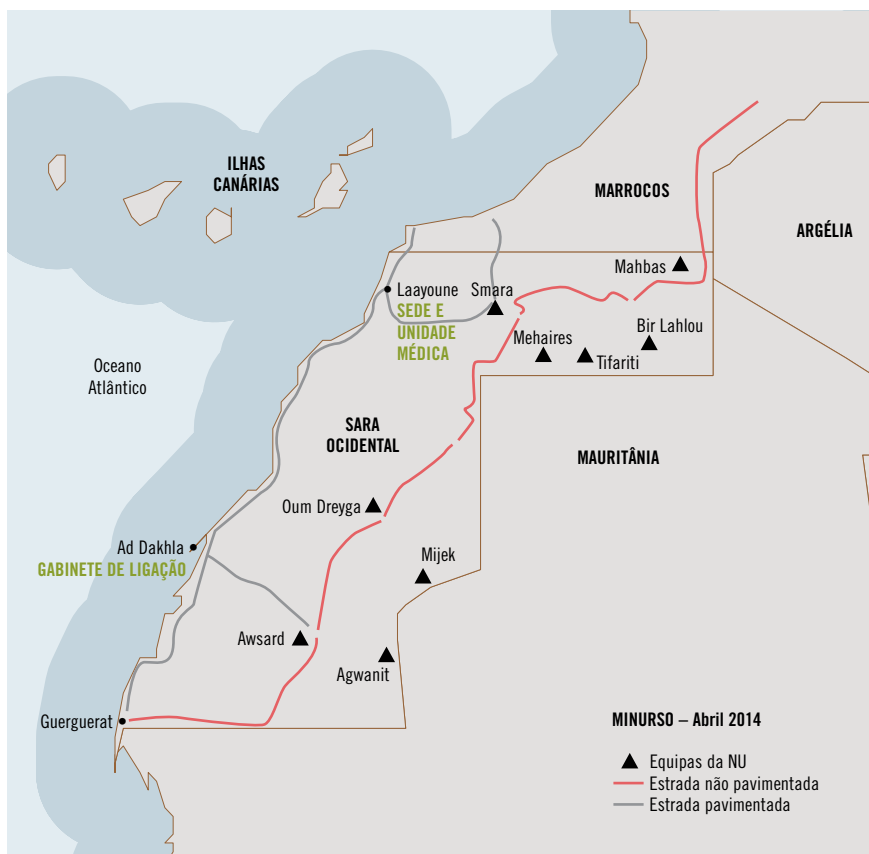 ILHAS
CANÁRIAS
MARROCOS
ARGÉLIA
Mahbas
Laayoune
Smara
SEDE E
UNIDADE
MÉDICA
Bir Lahlou
Mehaires
Tifariti
Oceano
Atlântico
SARA
OCIDENTAL
MAURITÂNIA
Oum Dreyga
Ad Dakhla
GABINETE DE LIGAÇÃO
Mijek
Awsard
Agwanit
Guerguerat
MINURSO – Abril 2014
Equipas da NU
Estrada não pavimentada
Estrada pavimentada